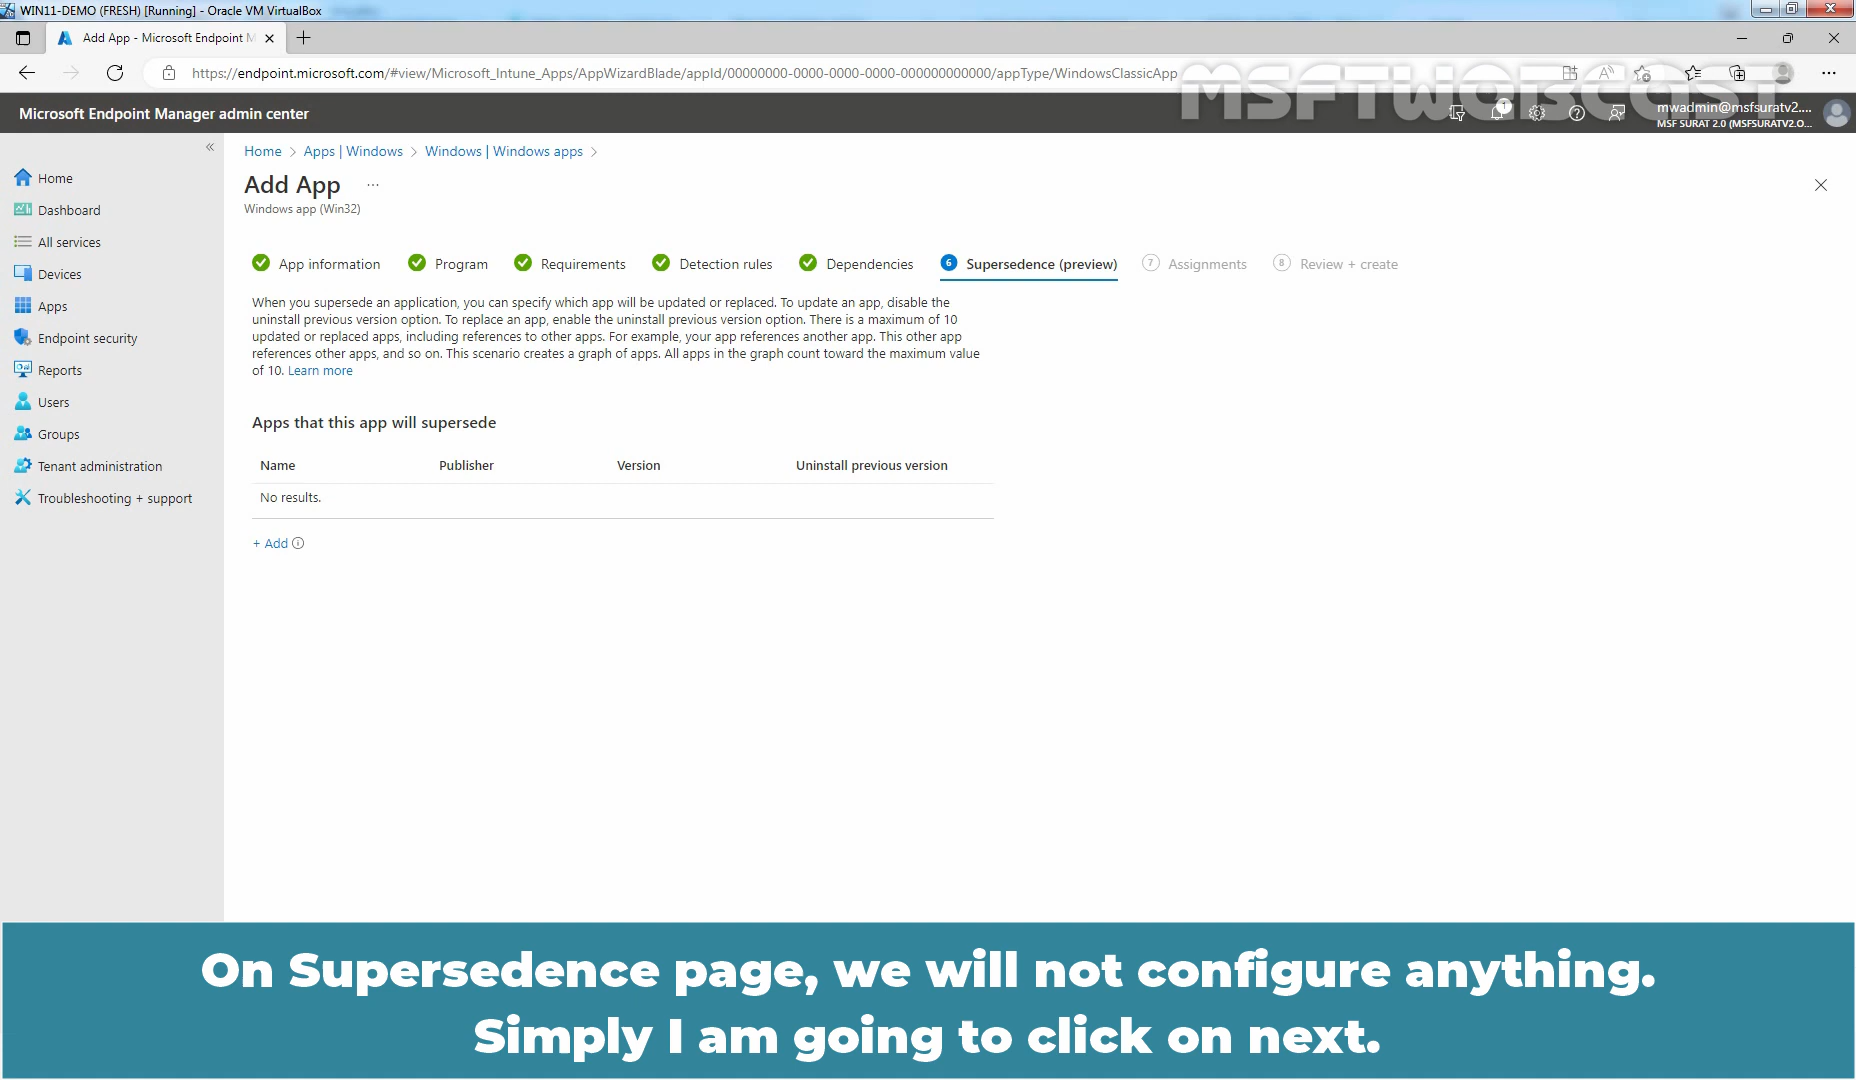 WIN11-DEMO (FRESH) [Running] - Oracle VM VirtualBox
Add App - Microsoft Endpoint M
https://endpoint.microsoft.com/#view/Microsoft_Intune_Apps/AppWizardBlade/appId/00000000-0000-0000-0000-000000000000/appType/WindowsClassicApp
MSFTWEBCAST
Microsoft Endpoint Manager admin center
1
mwadmin@msfsuratv2....
MSF SURAT 2.0 (MSFSURATV2.O...
Home
Dashboard
All services
Devices
Apps
Endpoint security
Reports
Users
Groups
Tenant administration
Troubleshooting + support
Home > Apps | Windows > Windows | Windows apps >
Add App ...
Windows app (Win32)
App information Program Requirements Detection rules Dependencies 6 Supersedence (preview) 7 Assignments 8 Review + create
When you supersede an application, you can specify which app will be updated or replaced. To update an app, disable the
uninstall previous version option. To replace an app, enable the uninstall previous version option. There is a maximum of 10
updated or replaced apps, including references to other apps. For example, your app references another app. This other app
references other apps, and so on. This scenario creates a graph of apps. All apps in the graph count toward the maximum value
of 10. Learn more
Apps that this app will supersede
Name Publisher Version Uninstall previous version
No results.
+ Add
On Supersedence page, we will not configure anything.
Simply I am going to click on next.